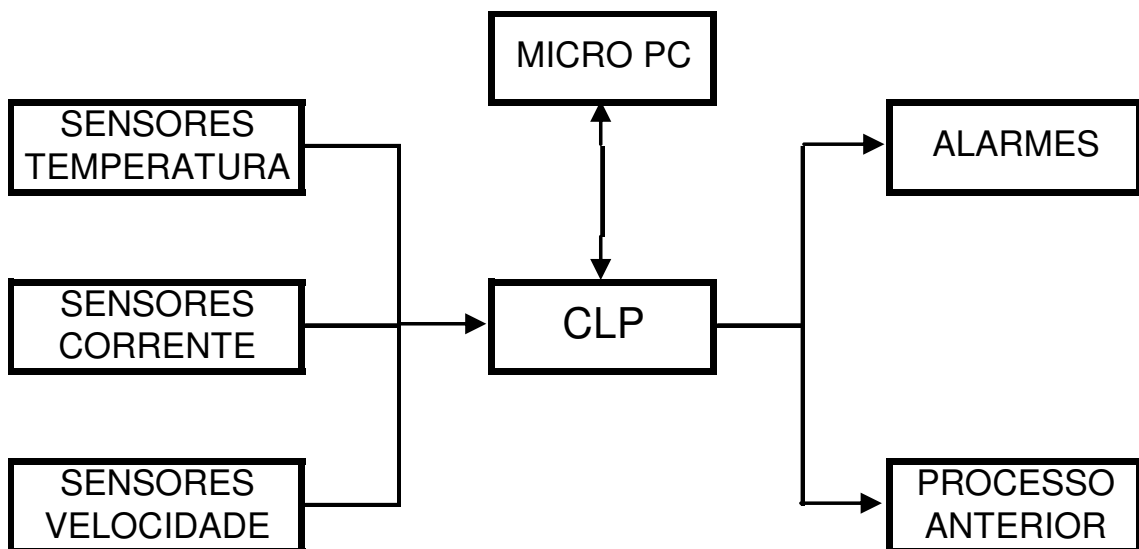 MICRO PC
SENSORES
TEMPERATURA
ALARMES
SENSORES
CORRENTE
CLP
SENSORES
VELOCIDADE
PROCESSO
ANTERIOR